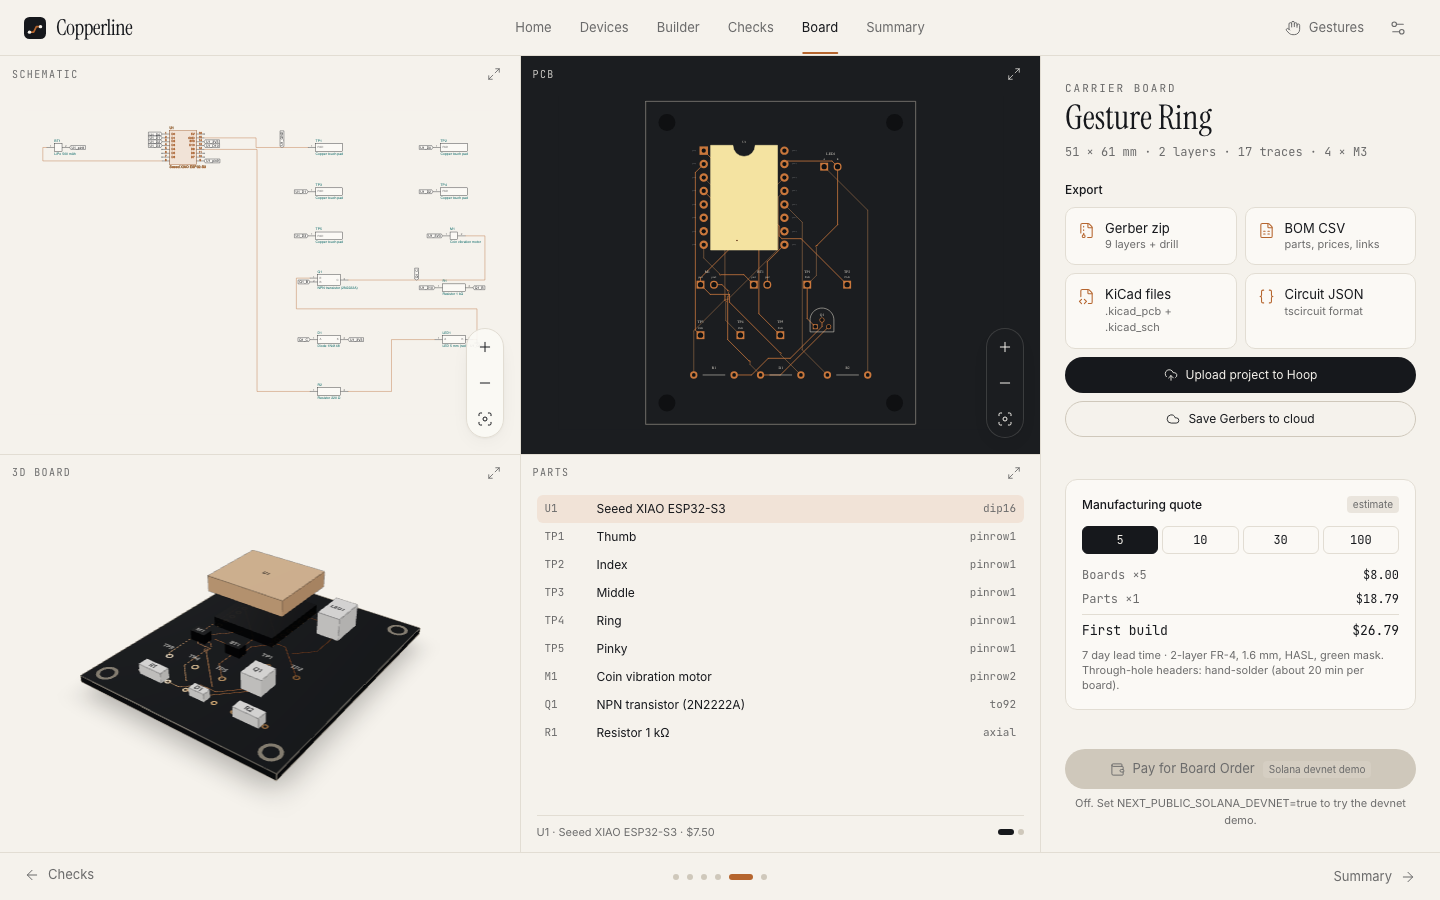 Copperline
Home
Devices
Builder
Checks
Board
Summary
Gestures
SCHEMATIC
PCB
3D BOARD
PARTS
U1 Seeed XIAO ESP32-S3 dip16
TP1 Thumb pinrow1
TP2 Index pinrow1
TP3 Middle pinrow1
TP4 Ring pinrow1
TP5 Pinky pinrow1
M1 Coin vibration motor pinrow2
Q1 NPN transistor (2N2222A) to92
R1 Resistor 1 kΩ axial
U1 · Seeed XIAO ESP32-S3 · $7.50
CARRIER BOARD
Gesture Ring
51 × 61 mm · 2 layers · 17 traces · 4 × M3
Export
Gerber zip
9 layers + drill
BOM CSV
parts, prices, links
KiCad files
.kicad_pcb +
.kicad_sch
Circuit JSON
tscircuit format
Upload project to Hoop
Save Gerbers to cloud
Manufacturing quote
estimate
5
10
30
100
Boards ×5 $8.00
Parts ×1 $18.79
First build $26.79
7 day lead time · 2-layer FR-4, 1.6 mm, HASL, green mask.
Through-hole headers: hand-solder (about 20 min per
board).
Pay for Board Order
Solana devnet demo
Off. Set NEXT_PUBLIC_SOLANA_DEVNET=true to try the devnet
demo.
Checks
Summary